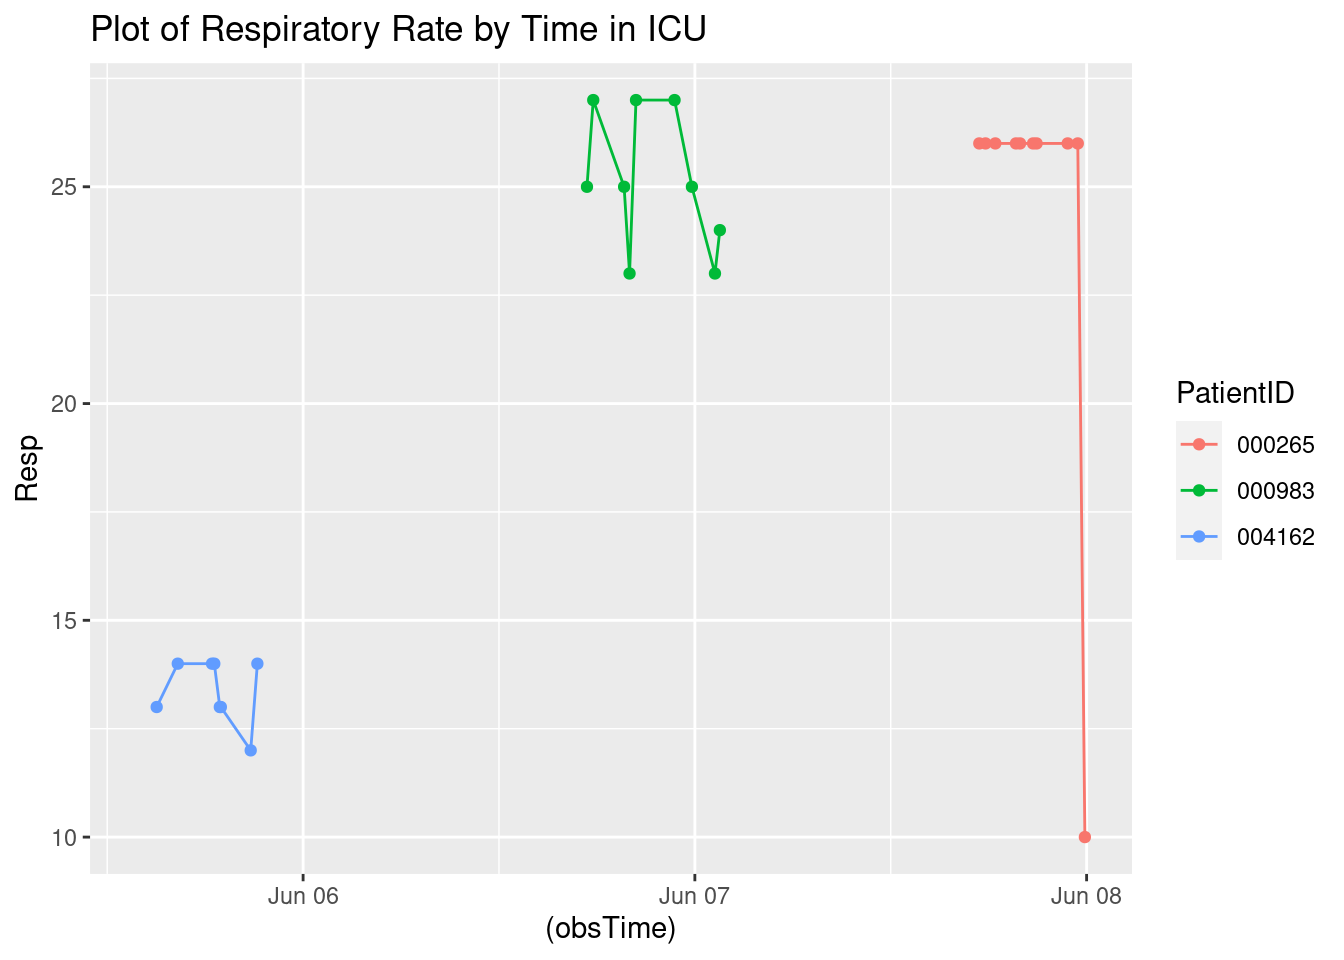 Plot of Respiratory Rate by Time in ICU
25
20
15
10
Resp
Jun 06
Jun 07
Jun 08
(obsTime)
PatientID
000265
000983
004162